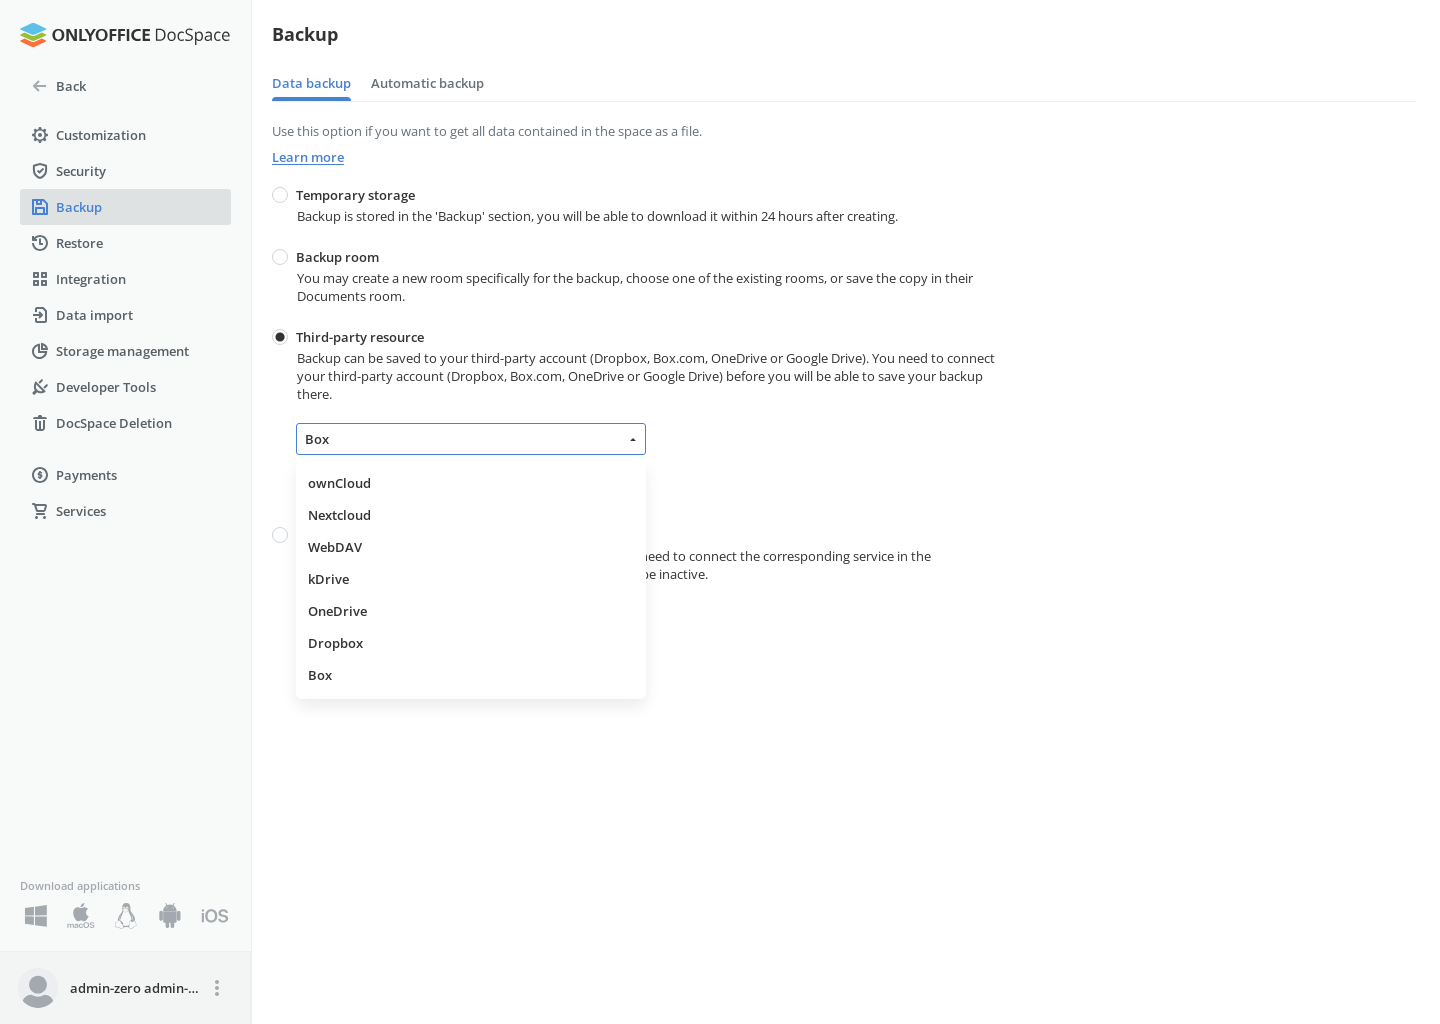 ONLYOFFICE DocSpace
Back
Customization
Security
Backup
Restore
Integration
Data import
Storage management
Developer Tools
DocSpace Deletion
Payments
Services
Download applications
macOS
iOS
admin-zero admin-...
Backup
Data backup
Automatic backup
Use this option if you want to get all data contained in the space as a file.
Learn more
Temporary storage
Backup is stored in the 'Backup' section, you will be able to download it within 24 hours after creating.
Backup room
You may create a new room specifically for the backup, choose one of the existing rooms, or save the copy in their
Documents room.
Third-party resource
Backup can be saved to your third-party account (Dropbox, Box.com, OneDrive or Google Drive). You need to connect
your third-party account (Dropbox, Box.com, OneDrive or Google Drive) before you will be able to save your backup
there.
Box
ownCloud
Nextcloud
WebDAV
need to connect the corresponding service in the
be inactive.
kDrive
OneDrive
Dropbox
Box